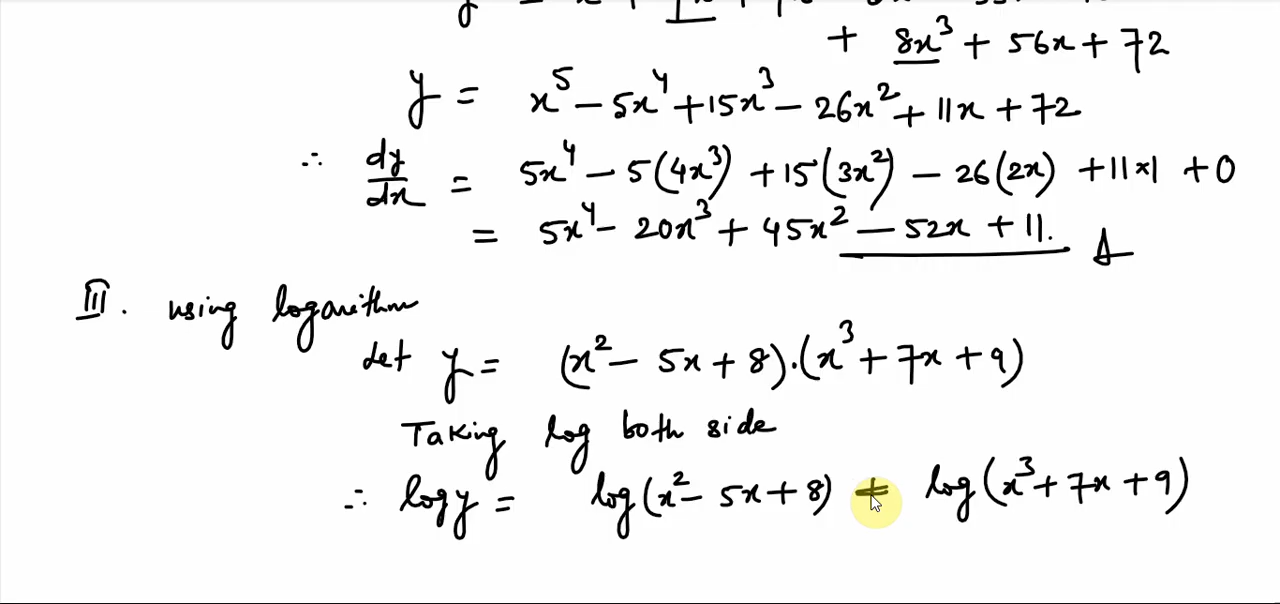 + 8x³ + 56x + 72
y = x⁵ − 5x⁴ + 15x³ − 26x² + 11x + 72
∴ dy/dx = 5x⁴ − 5(4x³) + 15(3x²) − 26(2x) + 11×1 + 0
= 5x⁴ − 20x³ + 45x² − 52x + 11.
III. using logarithm
Let y = (x² − 5x + 8).(x³ + 7x + 9)
Taking log both side
∴ log y = log(x² − 5x + 8) + log(x³ + 7x + 9)